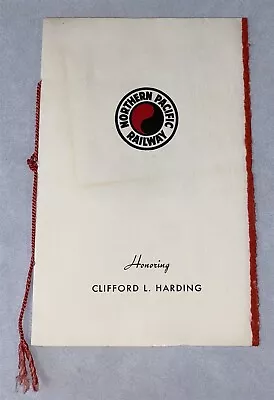 NORTHERN PACIFIC
RAILWAY
Honoring
CLIFFORD L. HARDING